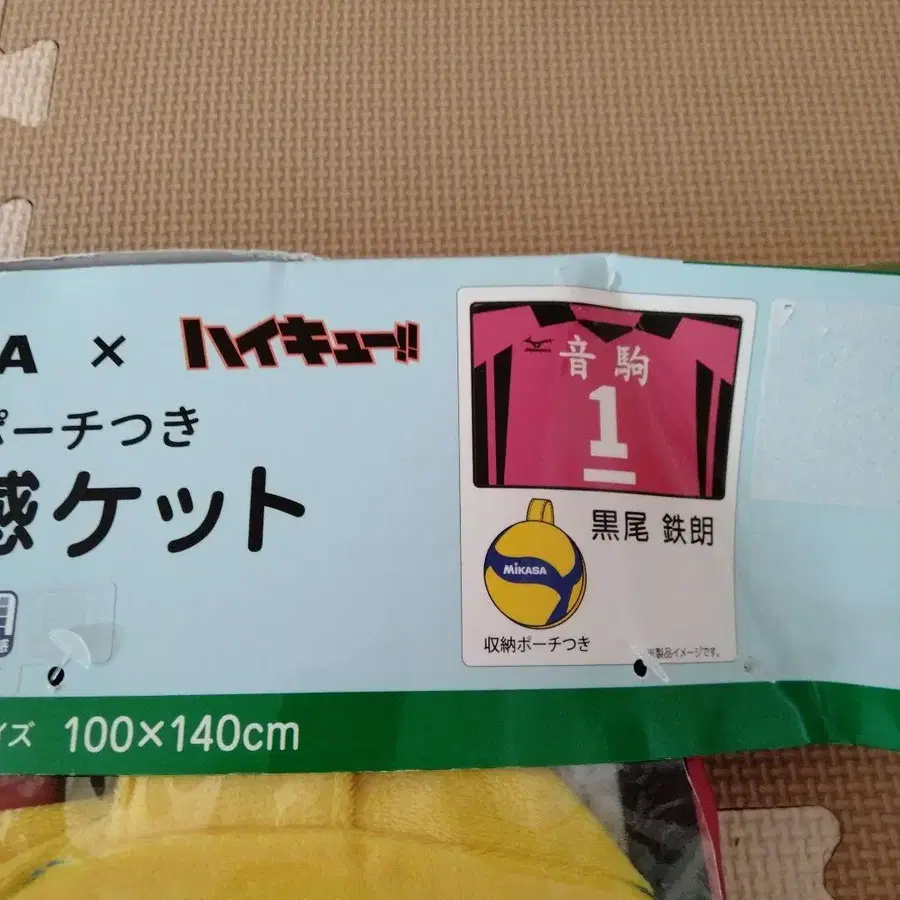 A × ハイキュー!!
ポーチつき
感ケット
音駒
1
MIKASA
黒尾 鉄朗
収納ポーチつき
※製品イメージです。
イズ 100×140cm